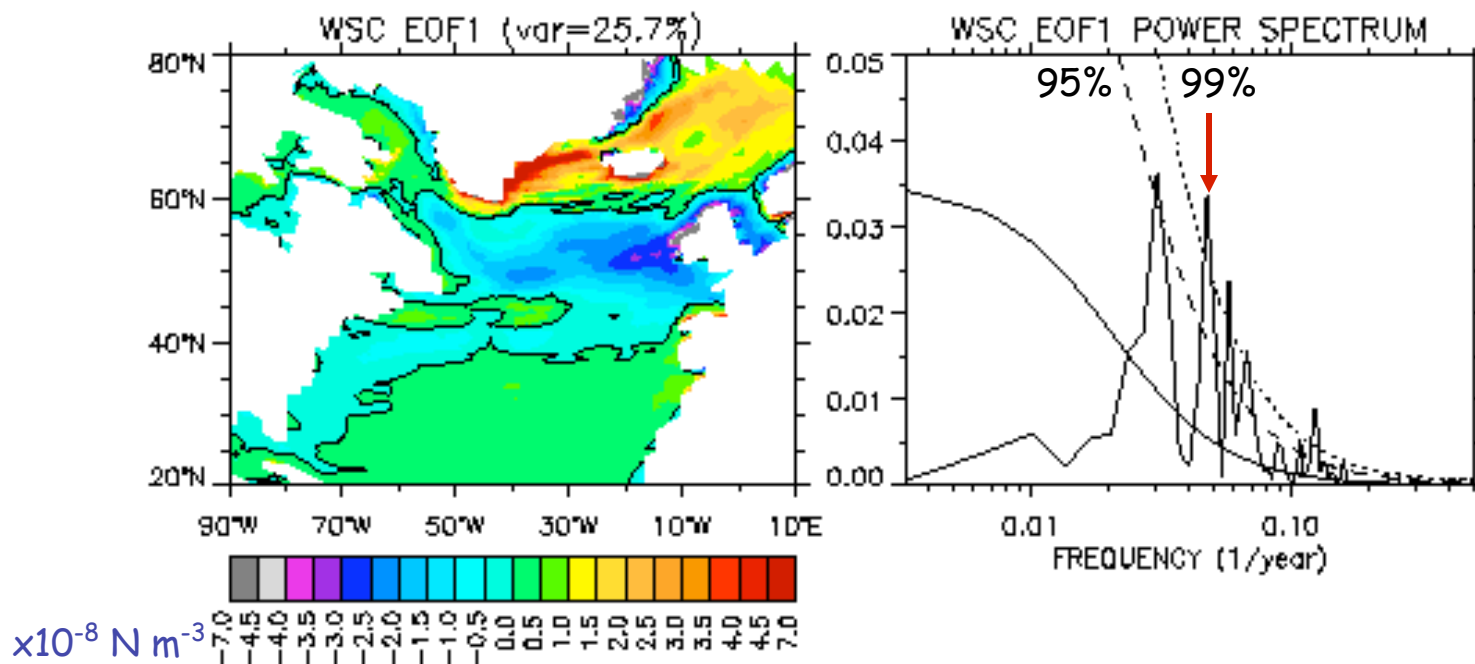 WSC EOF1 (var=25.7%)
80°N
60°N
40°N
20°N
90°W 70°W 50°W 30°W 10°W 10°E
-7.0 -4.5 -4.0 -3.5 -3.0 -2.5 -2.0 -1.5 -1.0 -0.5 0.0 0.5 1.0 1.5 2.0 2.5 3.0 3.5 4.0 4.5 7.0
x10⁻⁸ N m⁻³
WSC EOF1 POWER SPECTRUM
95% 99%
0.05
0.04
0.03
0.02
0.01
0.00
0.01 0.10
FREQUENCY (1/year)